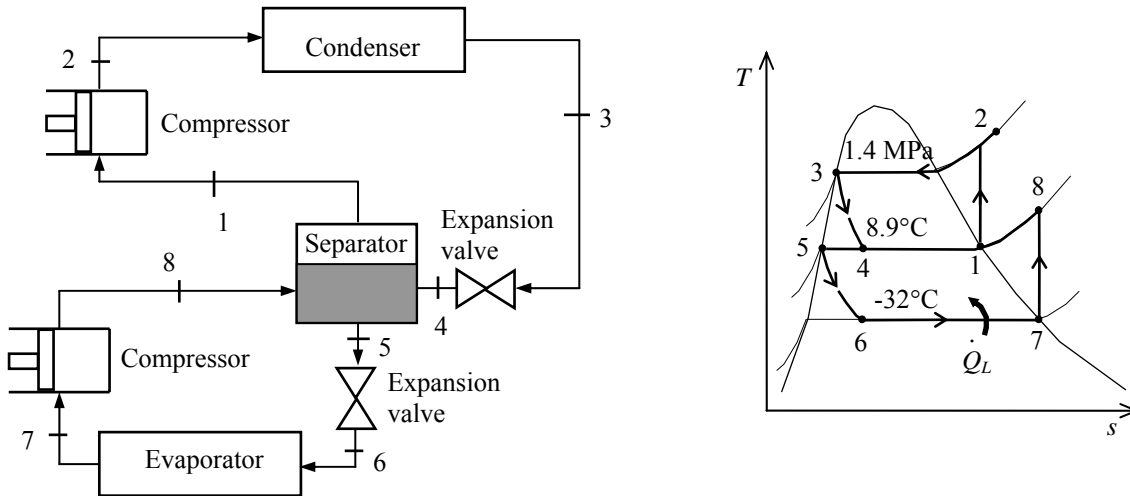 2
Condenser
Compressor
3
1
Separator
Expansion
valve
8
4
Compressor
5
Expansion
valve
7
Evaporator
6
T
2
3
1.4 MPa
8
8.9°C
5
4
1
-32°C
6
Q̇L
7
s